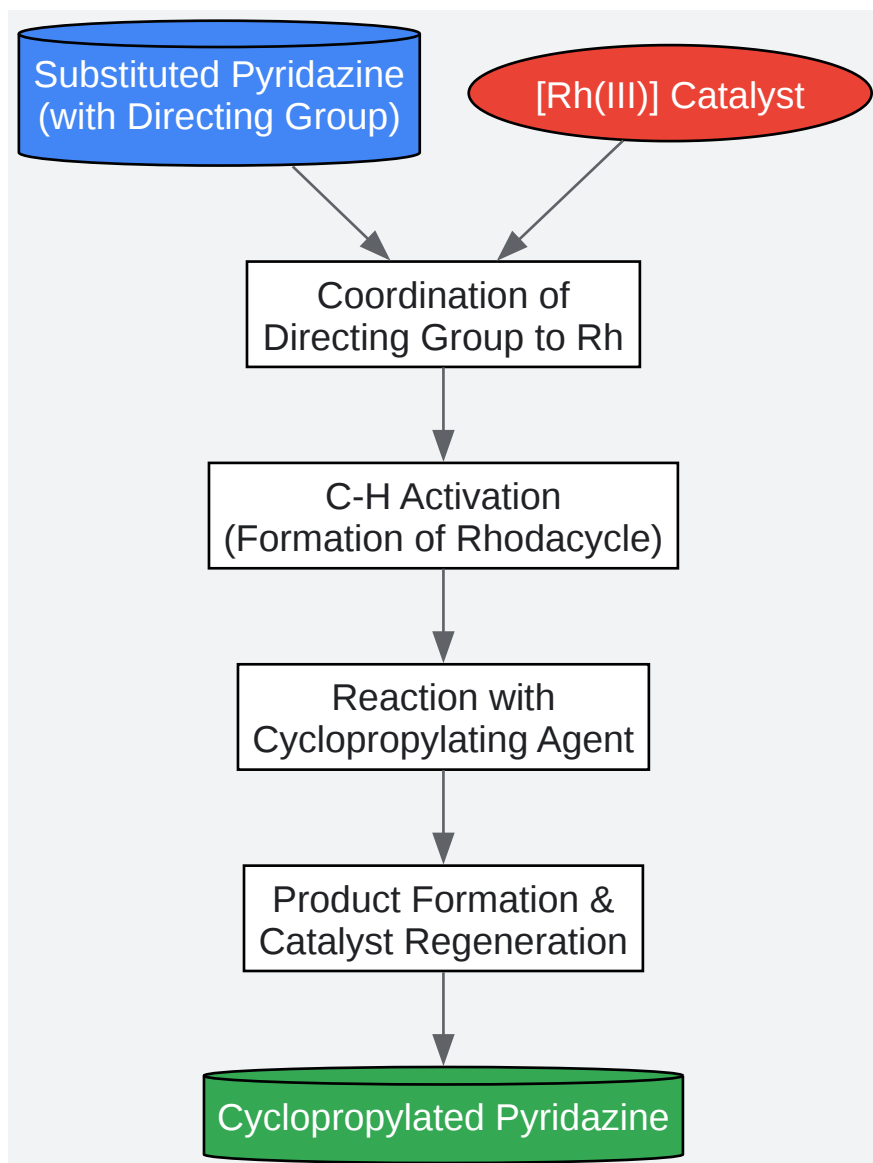 Substituted Pyridazine
(with Directing Group)
[Rh(III)] Catalyst
Coordination of
Directing Group to Rh
C-H Activation
(Formation of Rhodacycle)
Reaction with
Cyclopropylating Agent
Product Formation &
Catalyst Regeneration
Cyclopropylated Pyridazine